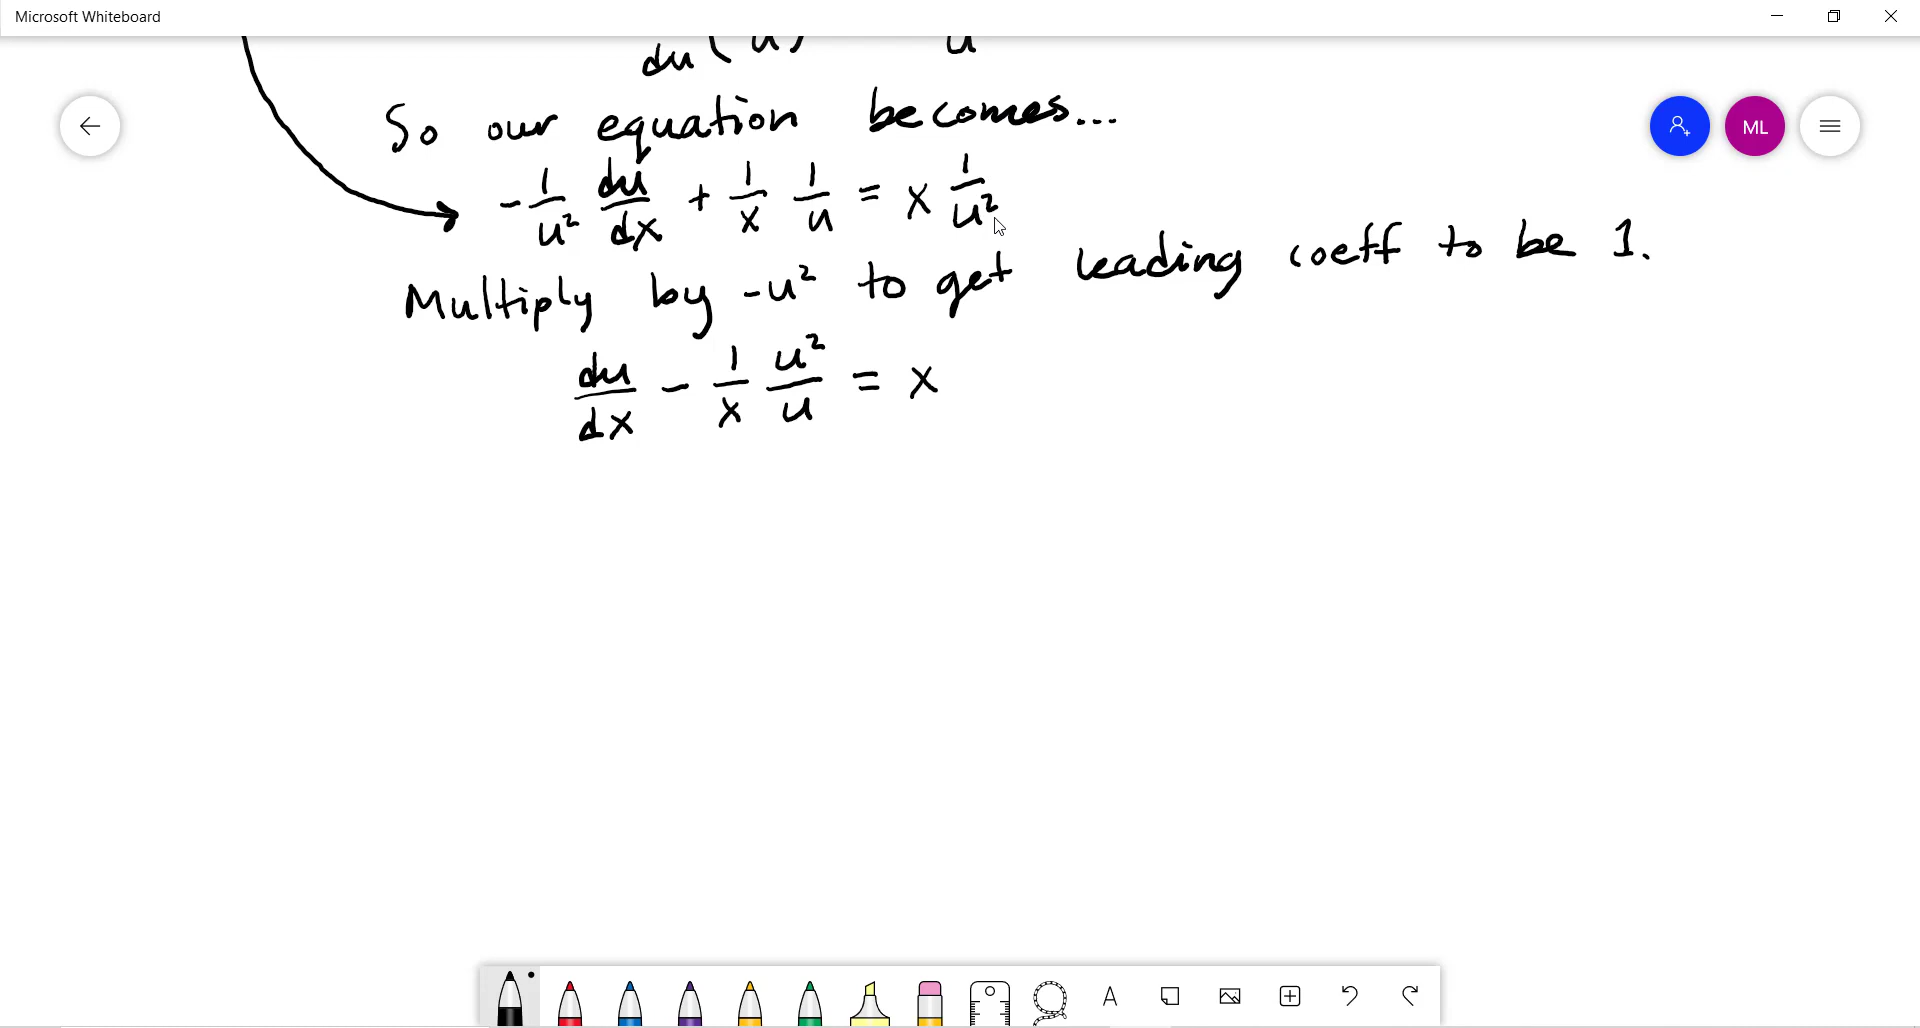 Microsoft Whiteboard
du (u) u
So our equation becomes...
ML
- 1/u² du/dx + 1/x 1/u = x 1/u²
Multiply by -u² to get leading coeff to be 1.
du/dx - 1/x u²/u = x
A